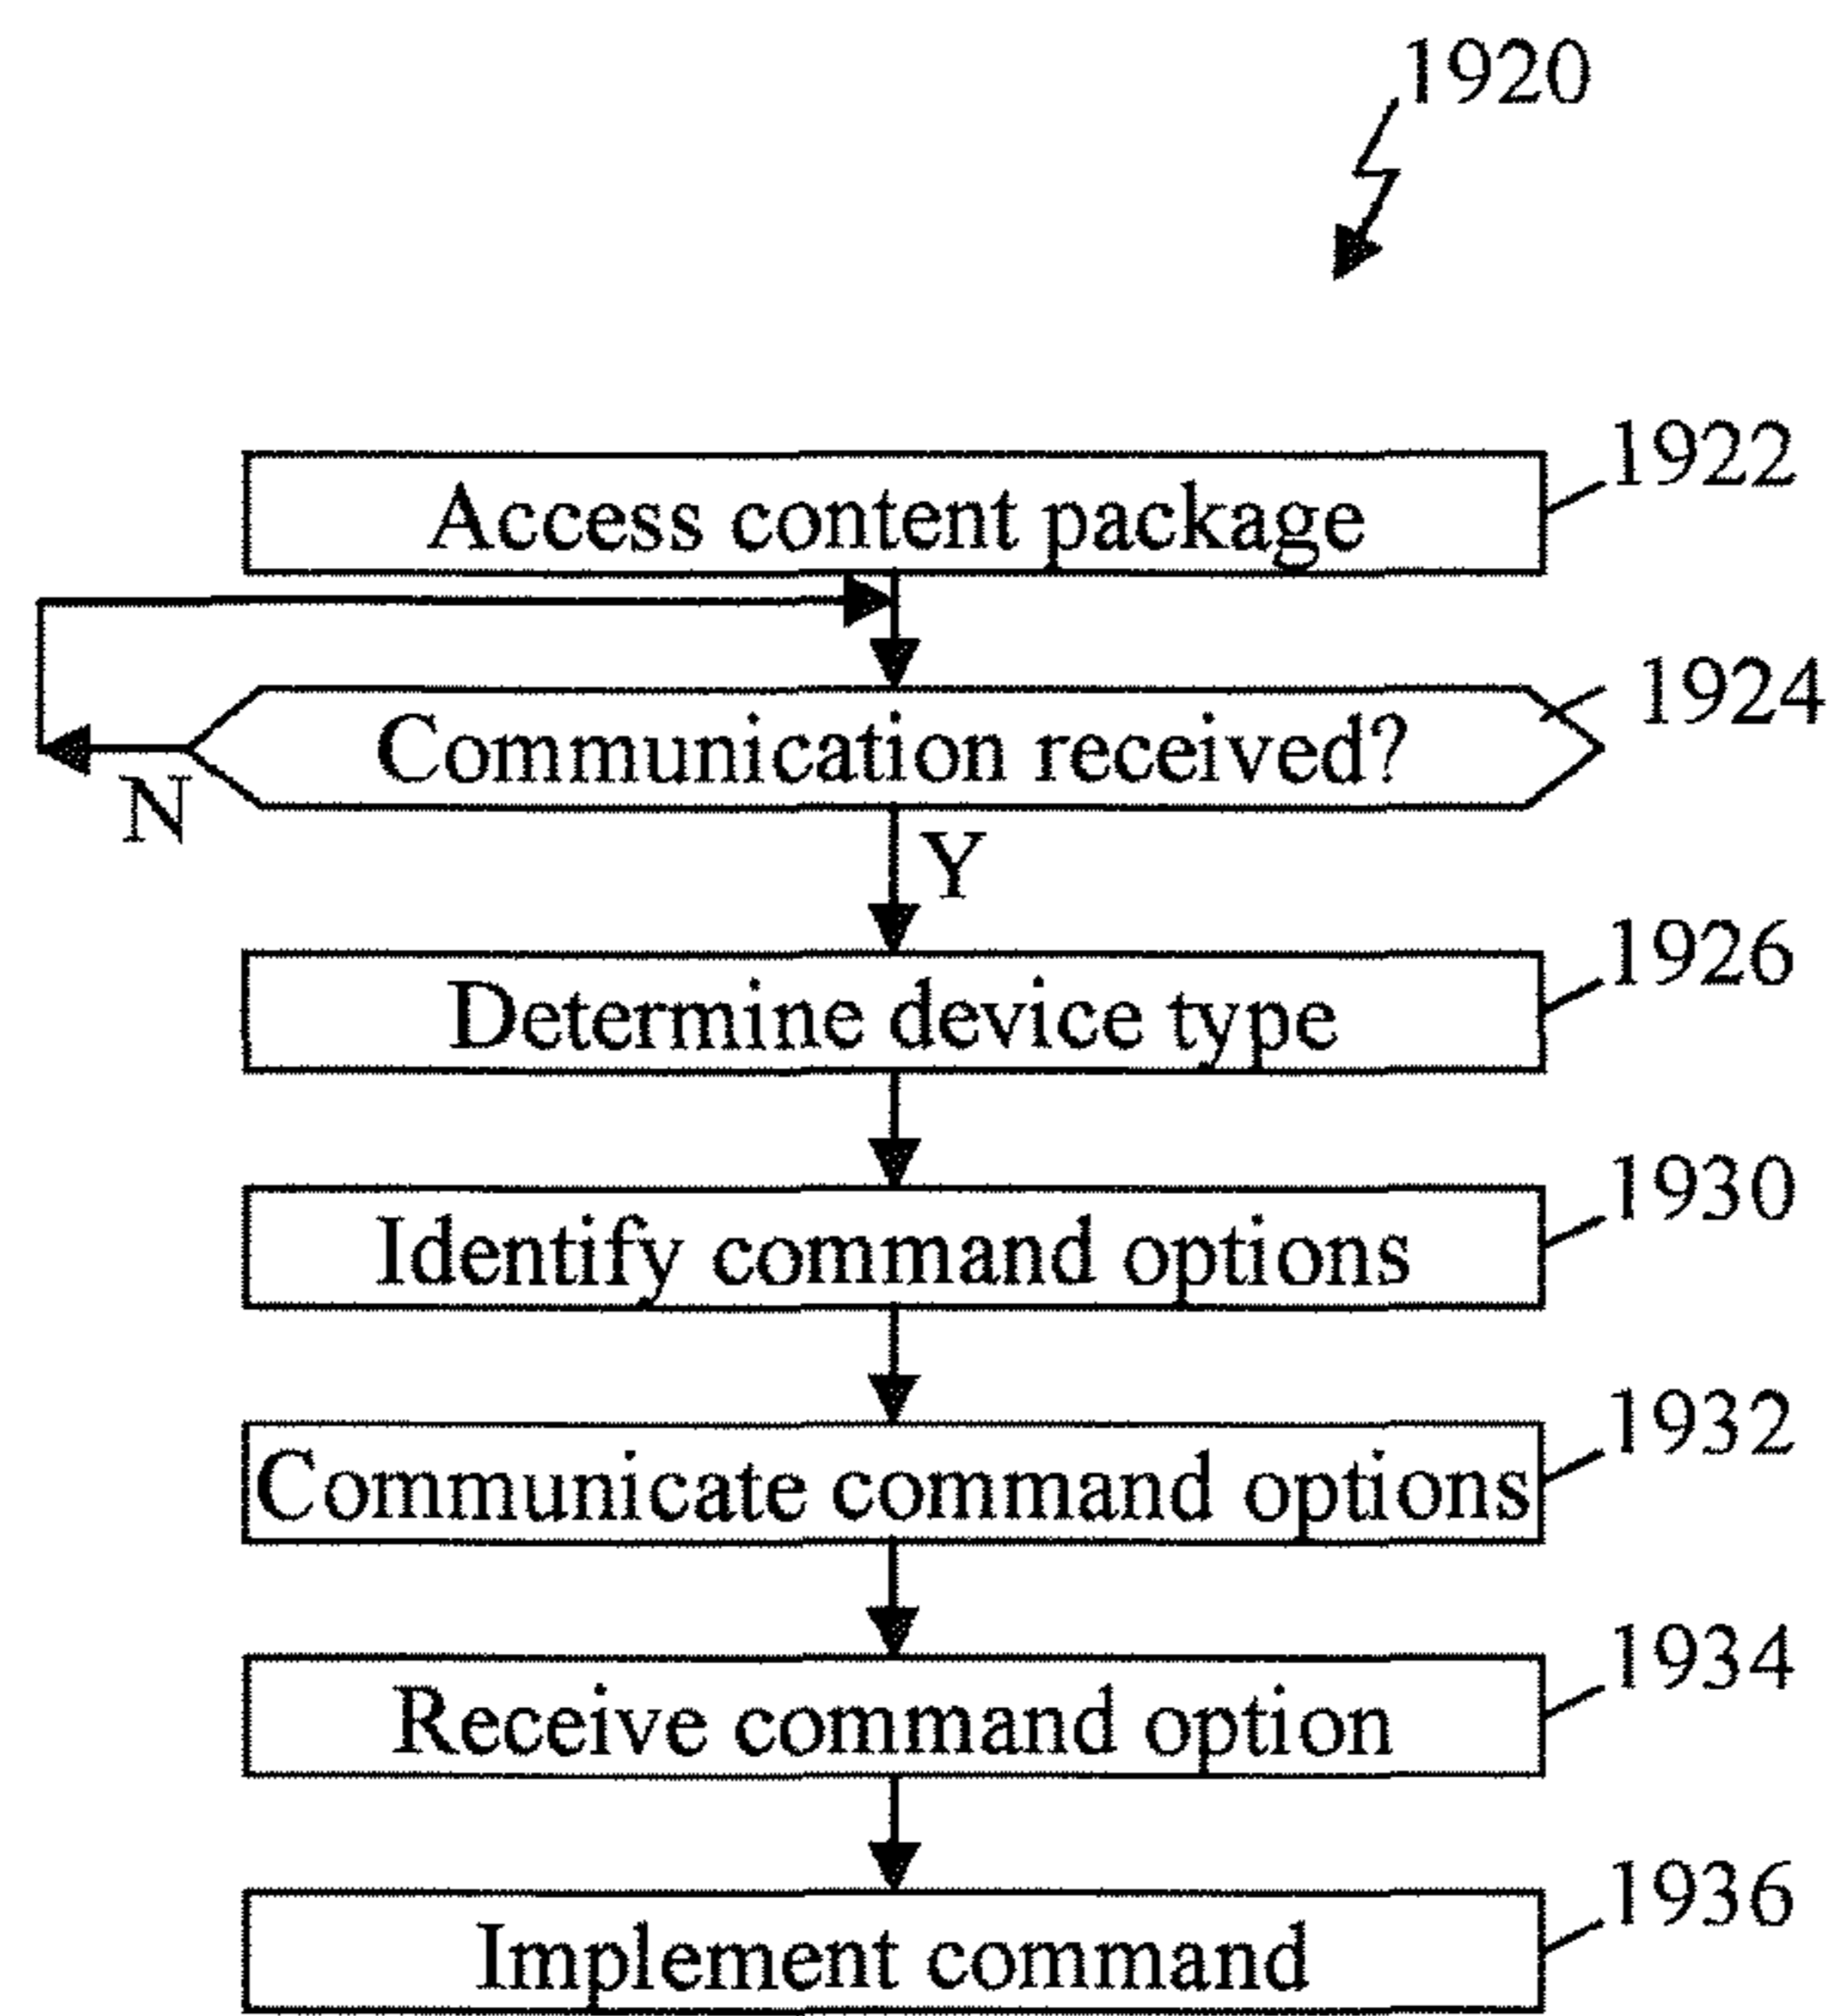 1920
Access content package
1922
Communication received?
1924
N
Y
Determine device type
1926
Identify command options
1930
Communicate command options
1932
Receive command option
1934
Implement command
1936